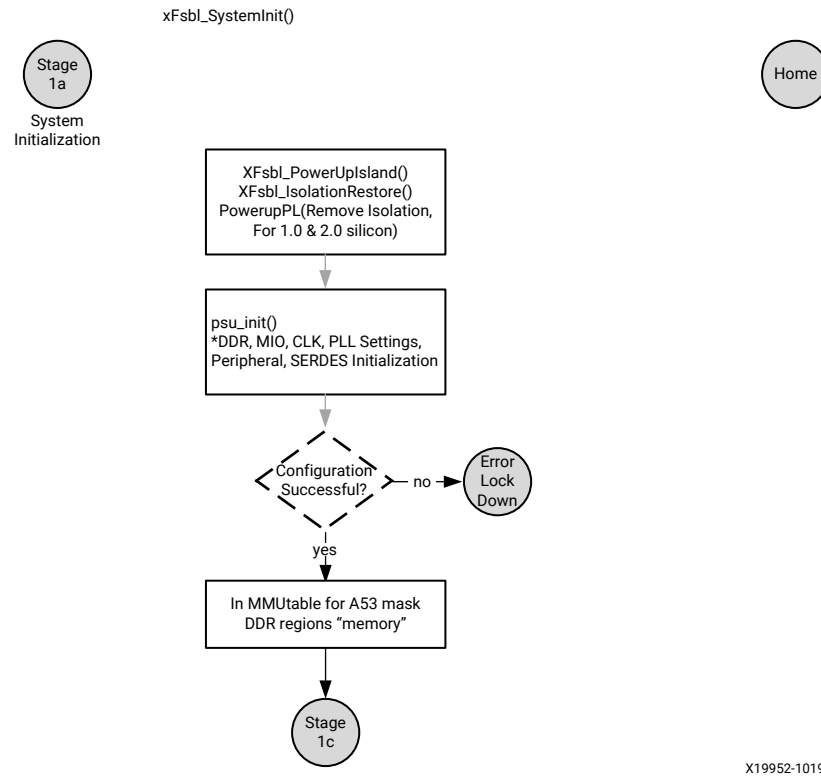 xFsbl_SystemInit()
Stage
1a
Home
System
Initialization
XFsbl_PowerUpIsland()
XFsbl_IsolationRestore()
PowerupPL(Remove Isolation,
For 1.0 & 2.0 silicon)
psu_init()
*DDR, MIO, CLK, PLL Settings,
Peripheral, SERDES Initialization
Configuration
Successful?
no
Error
Lock
Down
yes
In MMUtable for A53 mask
DDR regions “memory”
Stage
1c
X19952-1019